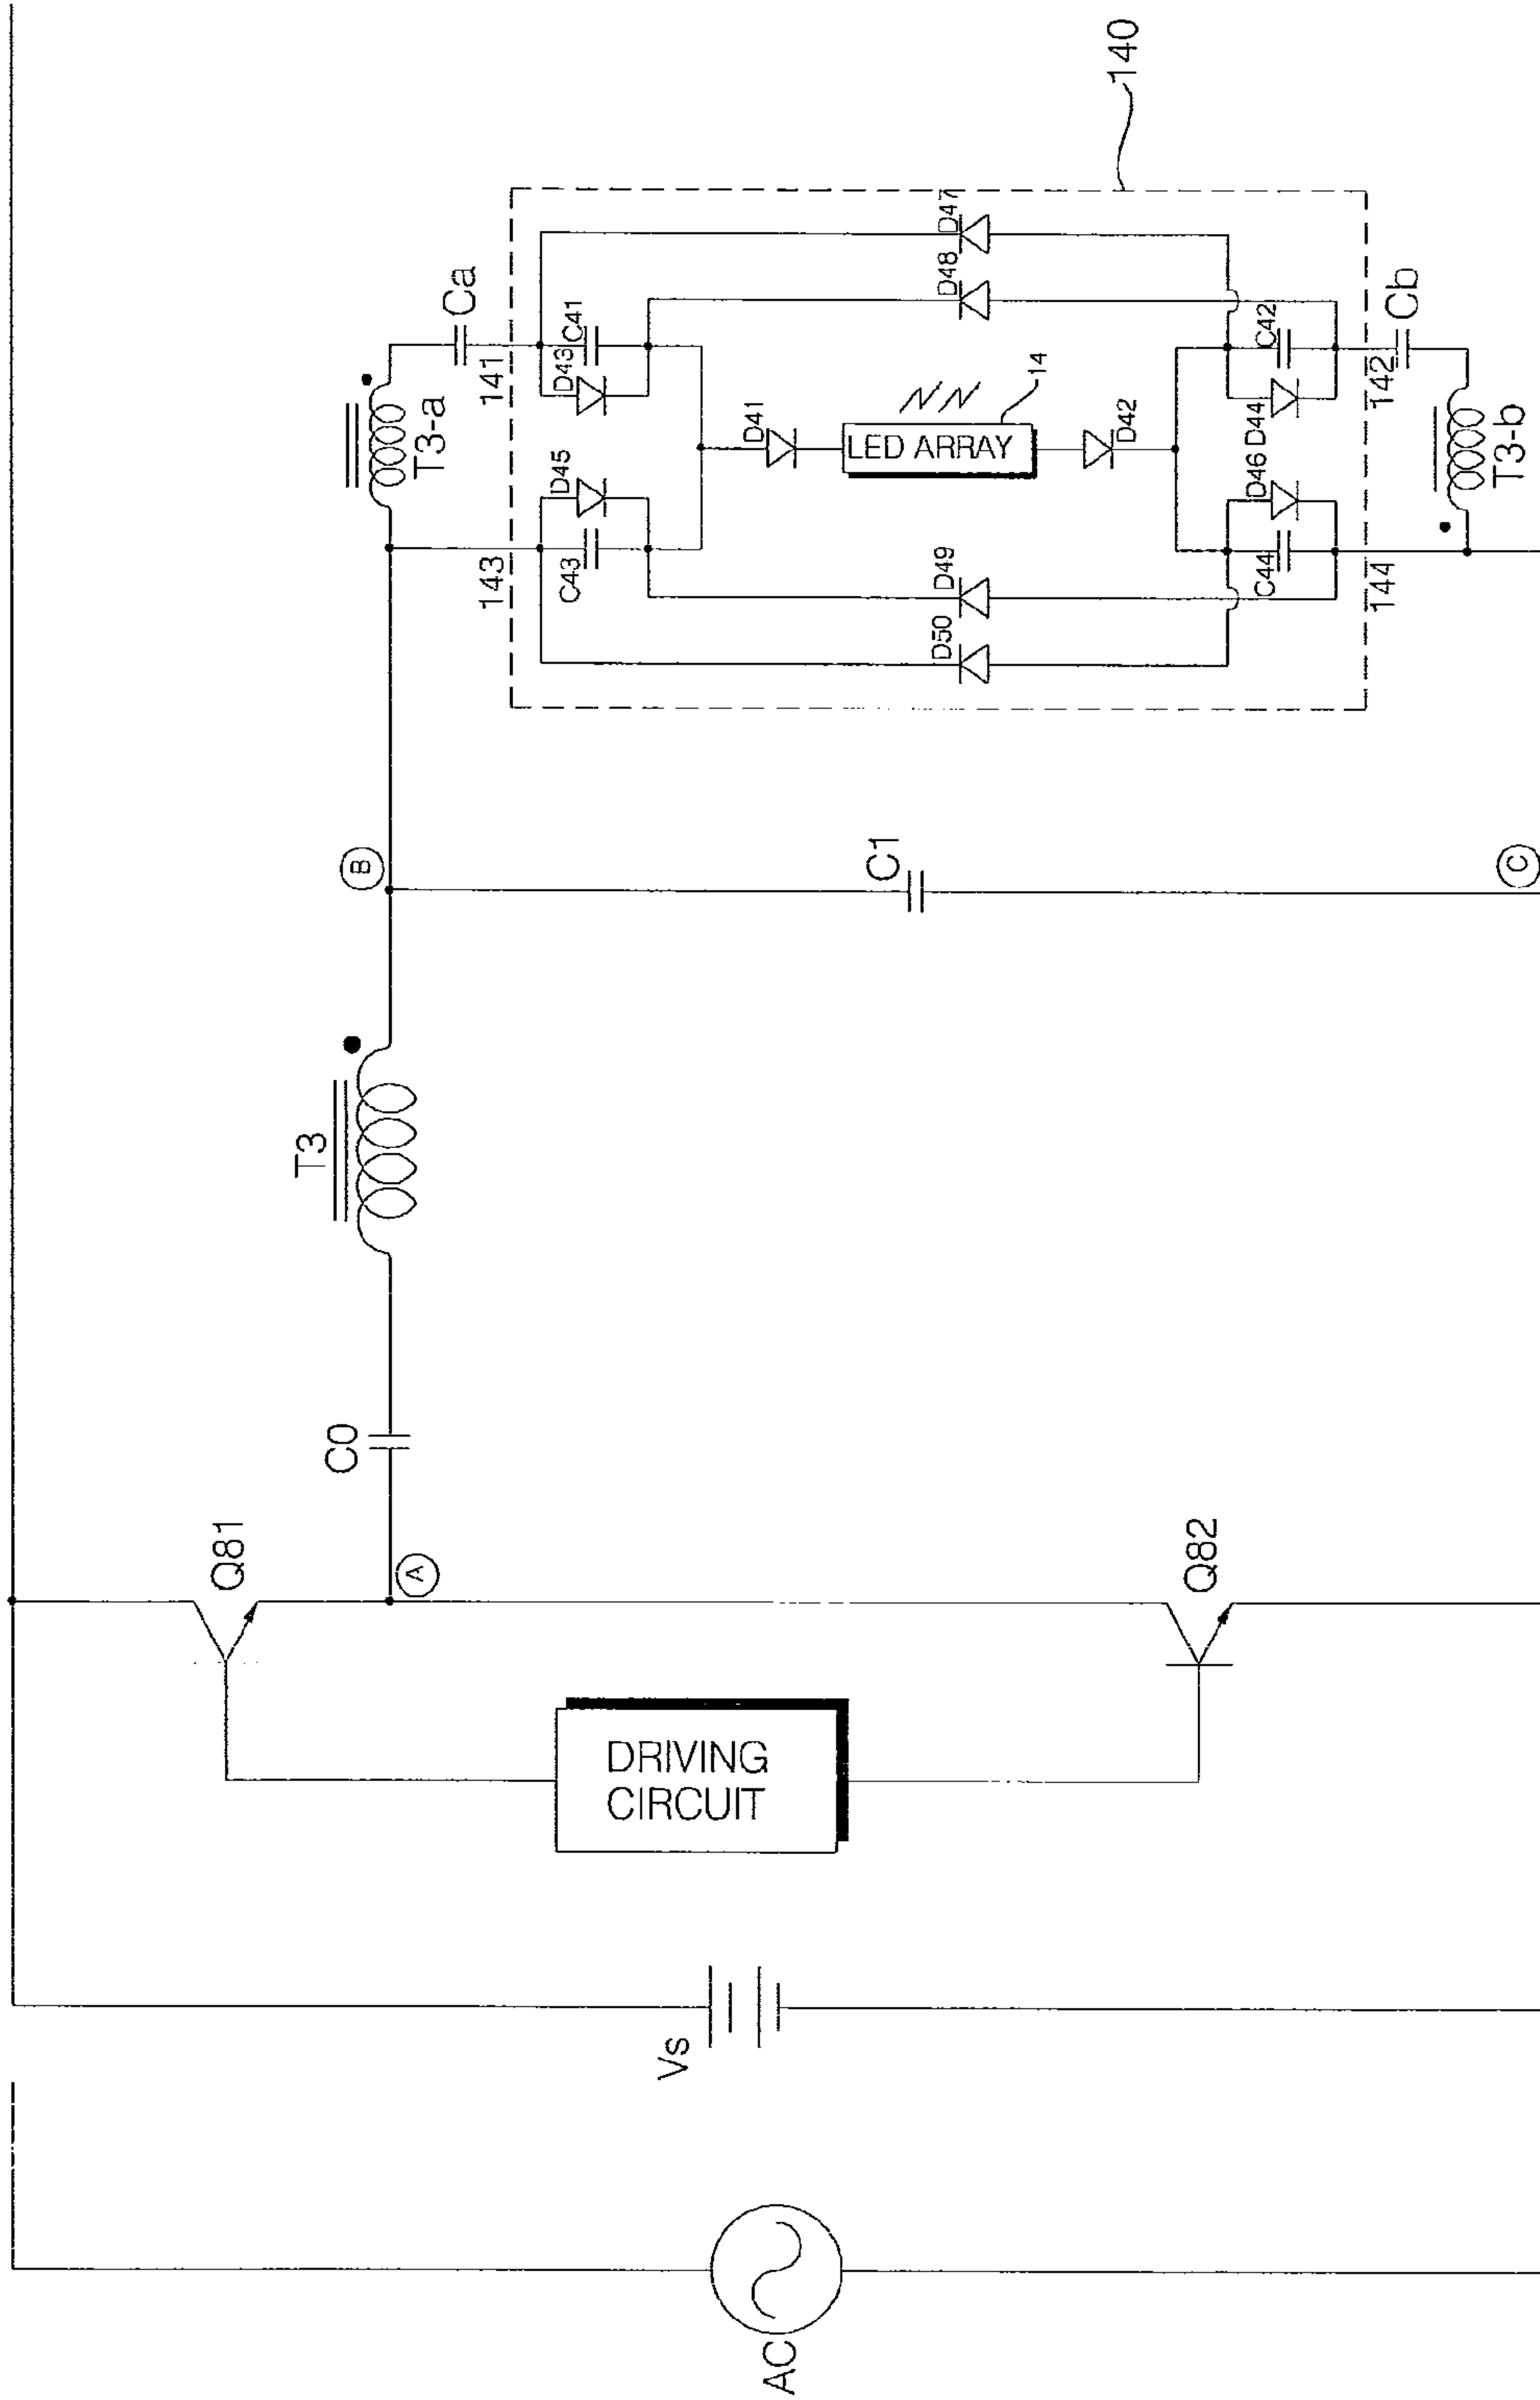 140
Ca
T3-a
141
143
D43
C41
D45
C43
D47
D48
D41
LED ARRAY
14
D49
D50
D42
C42
D44
D46
C44
142
144
Cb
T3-b
B
C1
C
T3
C0
Q81
A
Q82
DRIVING
CIRCUIT
Vs
AC